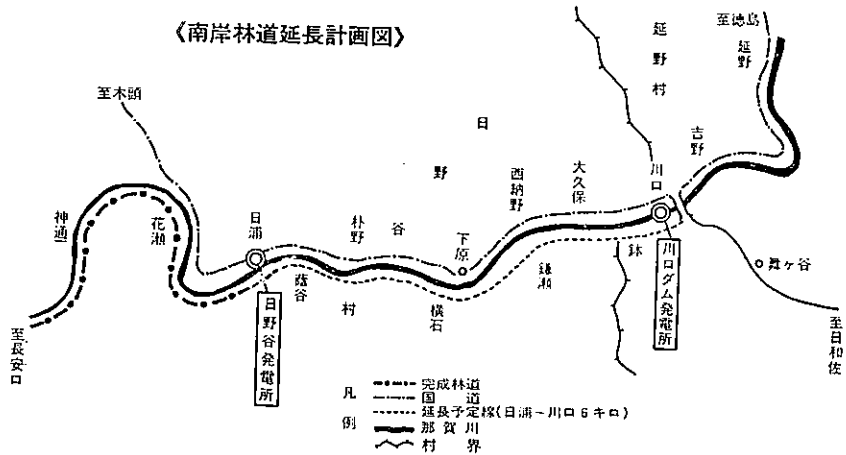 《南岸林道延長計画図》
至徳島
延野
延野村
至木頭
日野谷村
吉野
川口
大久保
西納野
下原
朴野
日浦
花瀬
神通
蔭谷
横石
鎌瀬
鉢
舞ヶ谷
川口ダム発電所
日野谷発電所
至長安口
至日和佐
凡例
完成林道
国道
延長予定線(日浦～川口6キロ)
那賀川
村界